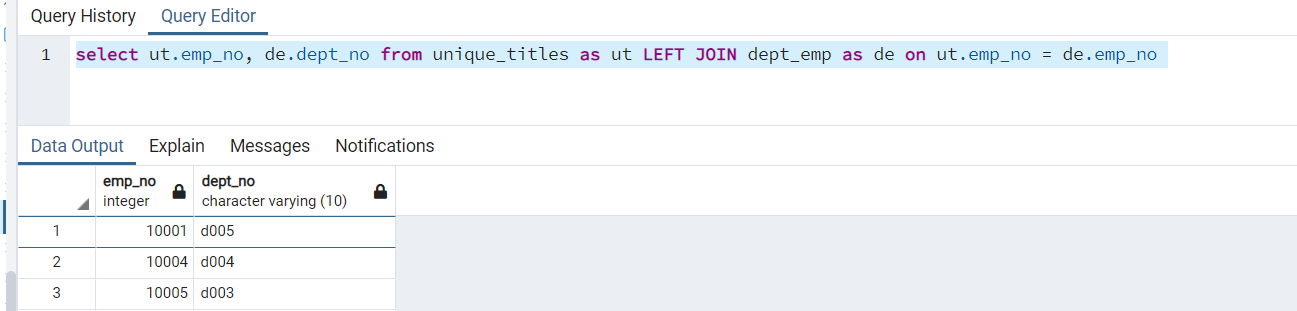 Query History Query Editor
1 select ut.emp_no, de.dept_no from unique_titles as ut LEFT JOIN dept_emp as de on ut.emp_no = de.emp_no
Data Output Explain Messages Notifications
emp_no dept_no
integer character varying (10)
1 10001 d005
2 10004 d004
3 10005 d003